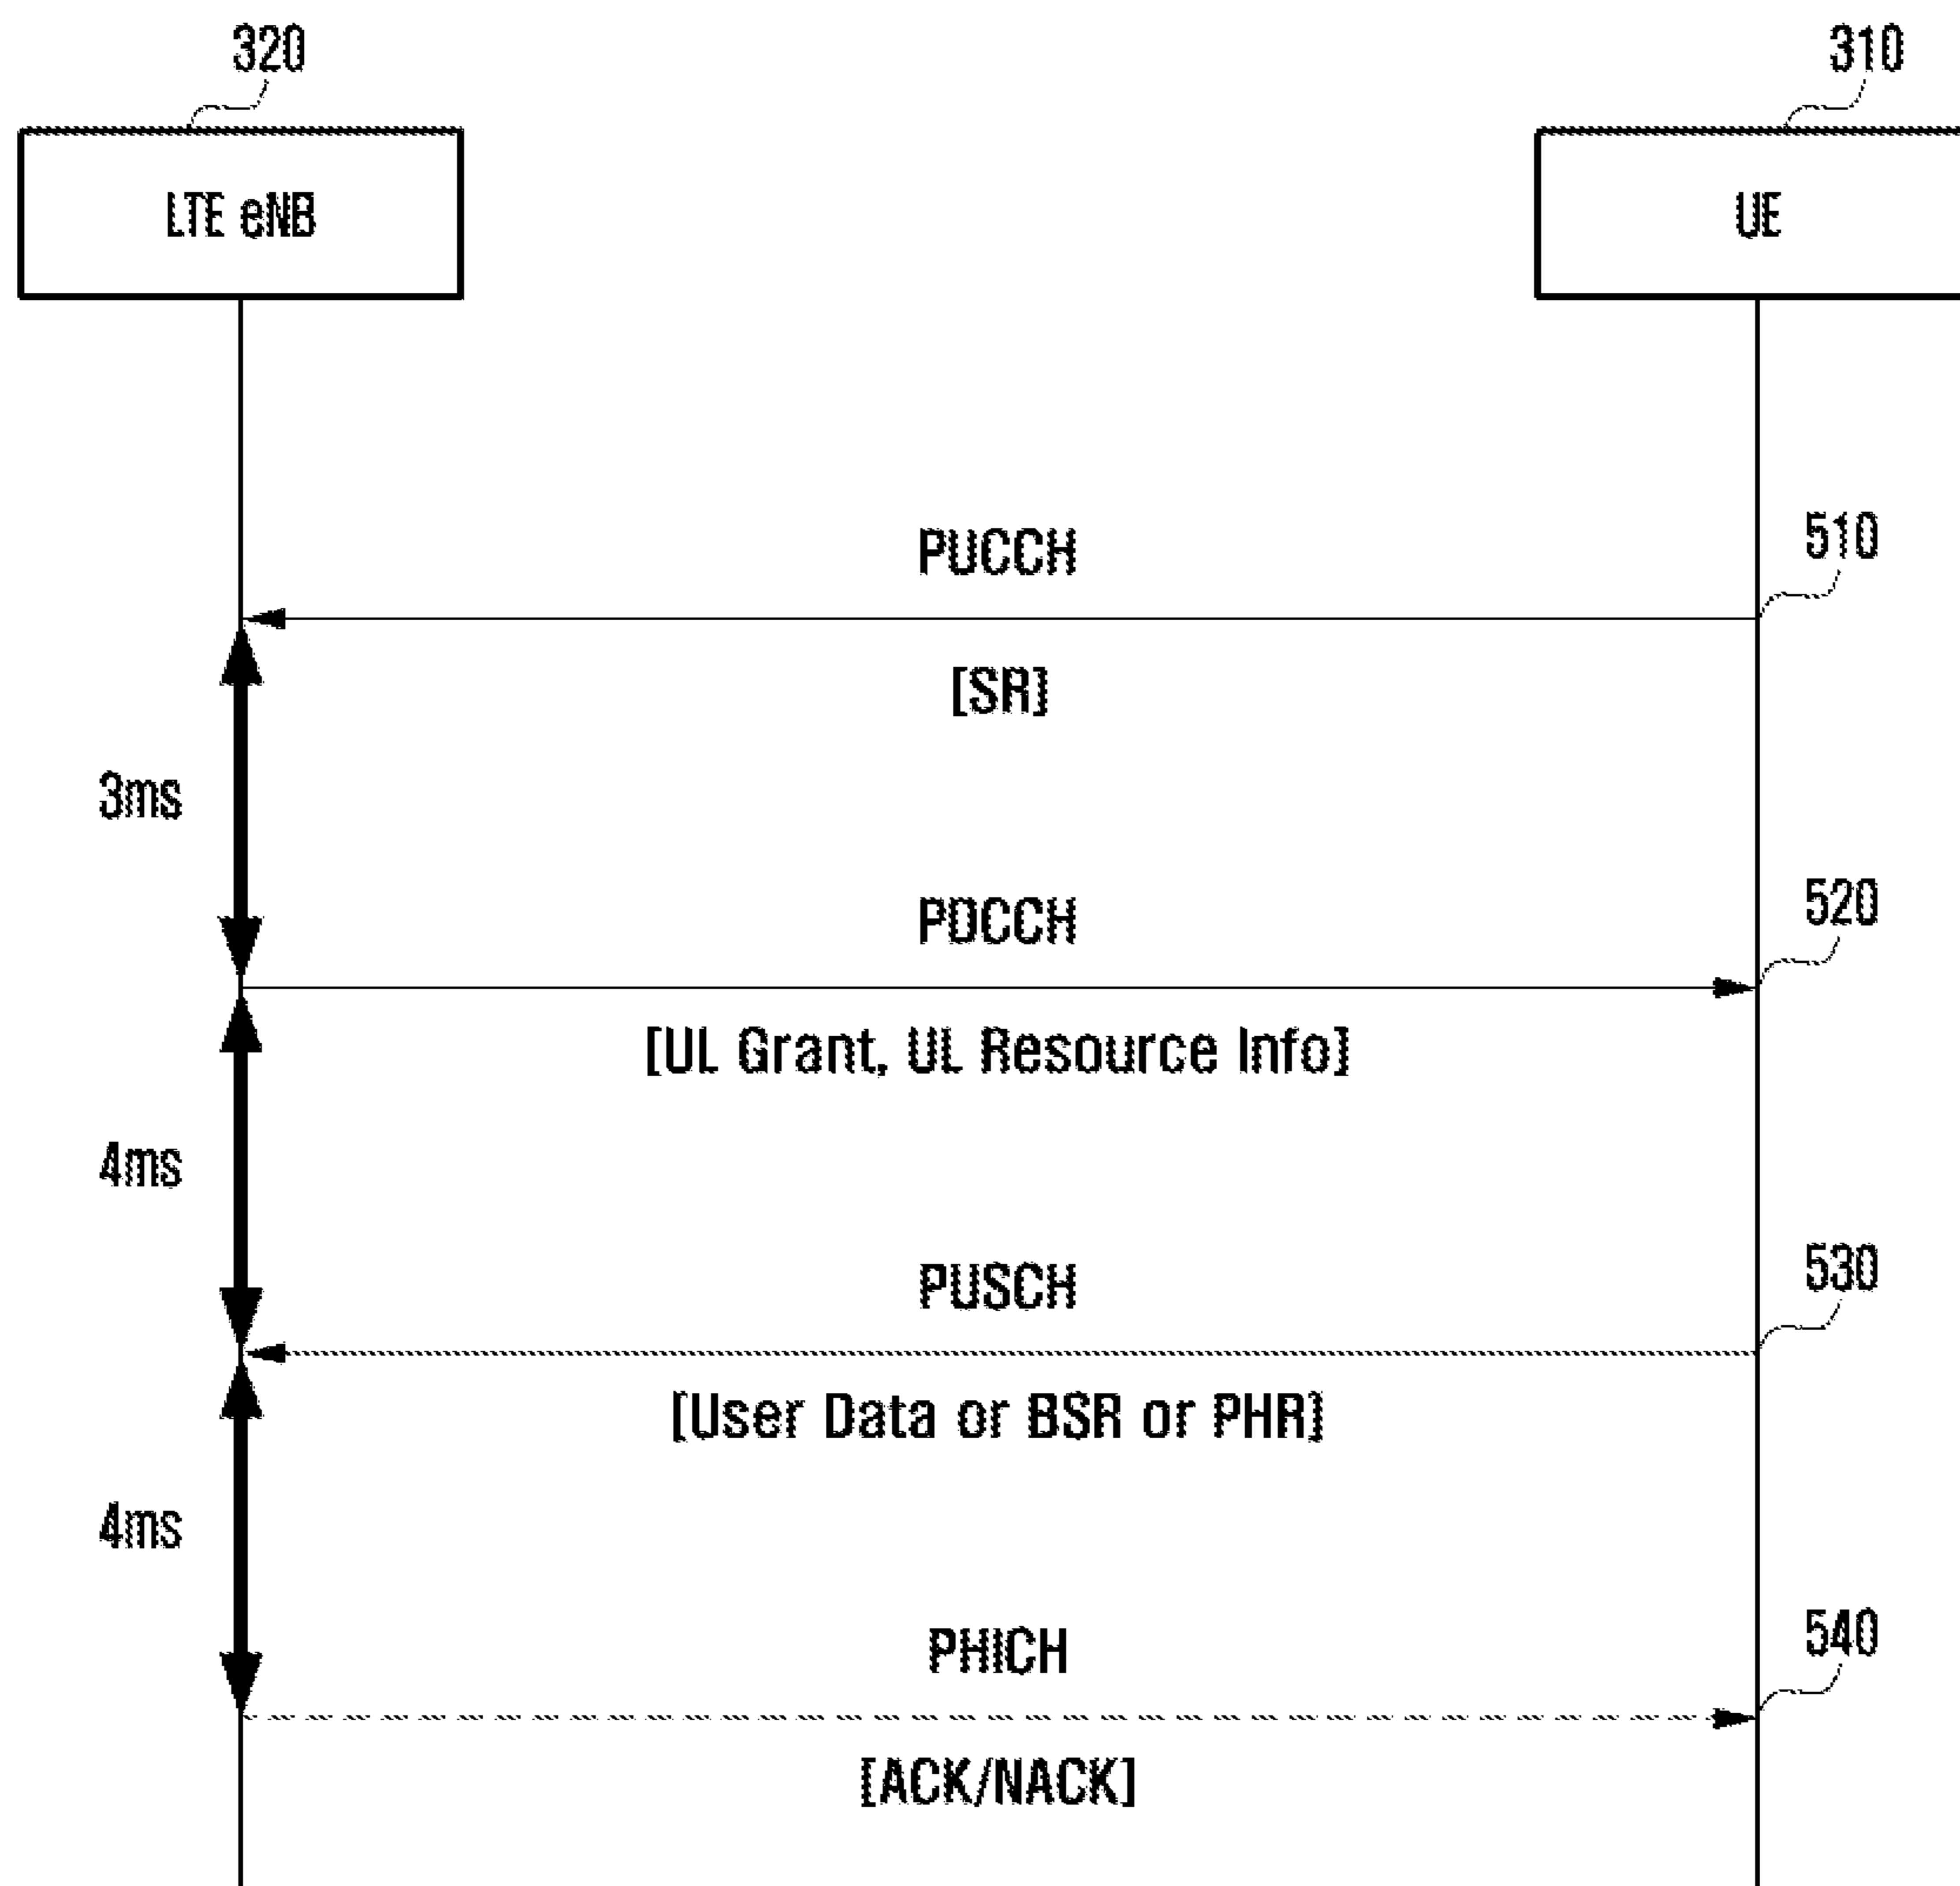 320
310
LTE eNB
UE
PUCCH
510
[SR]
3ms
PDCCH
520
[UL Grant, UL Resource Info]
4ms
PUSCH
530
[User Data or BSR or PHR]
4ms
PHICH
540
[ACK/NACK]